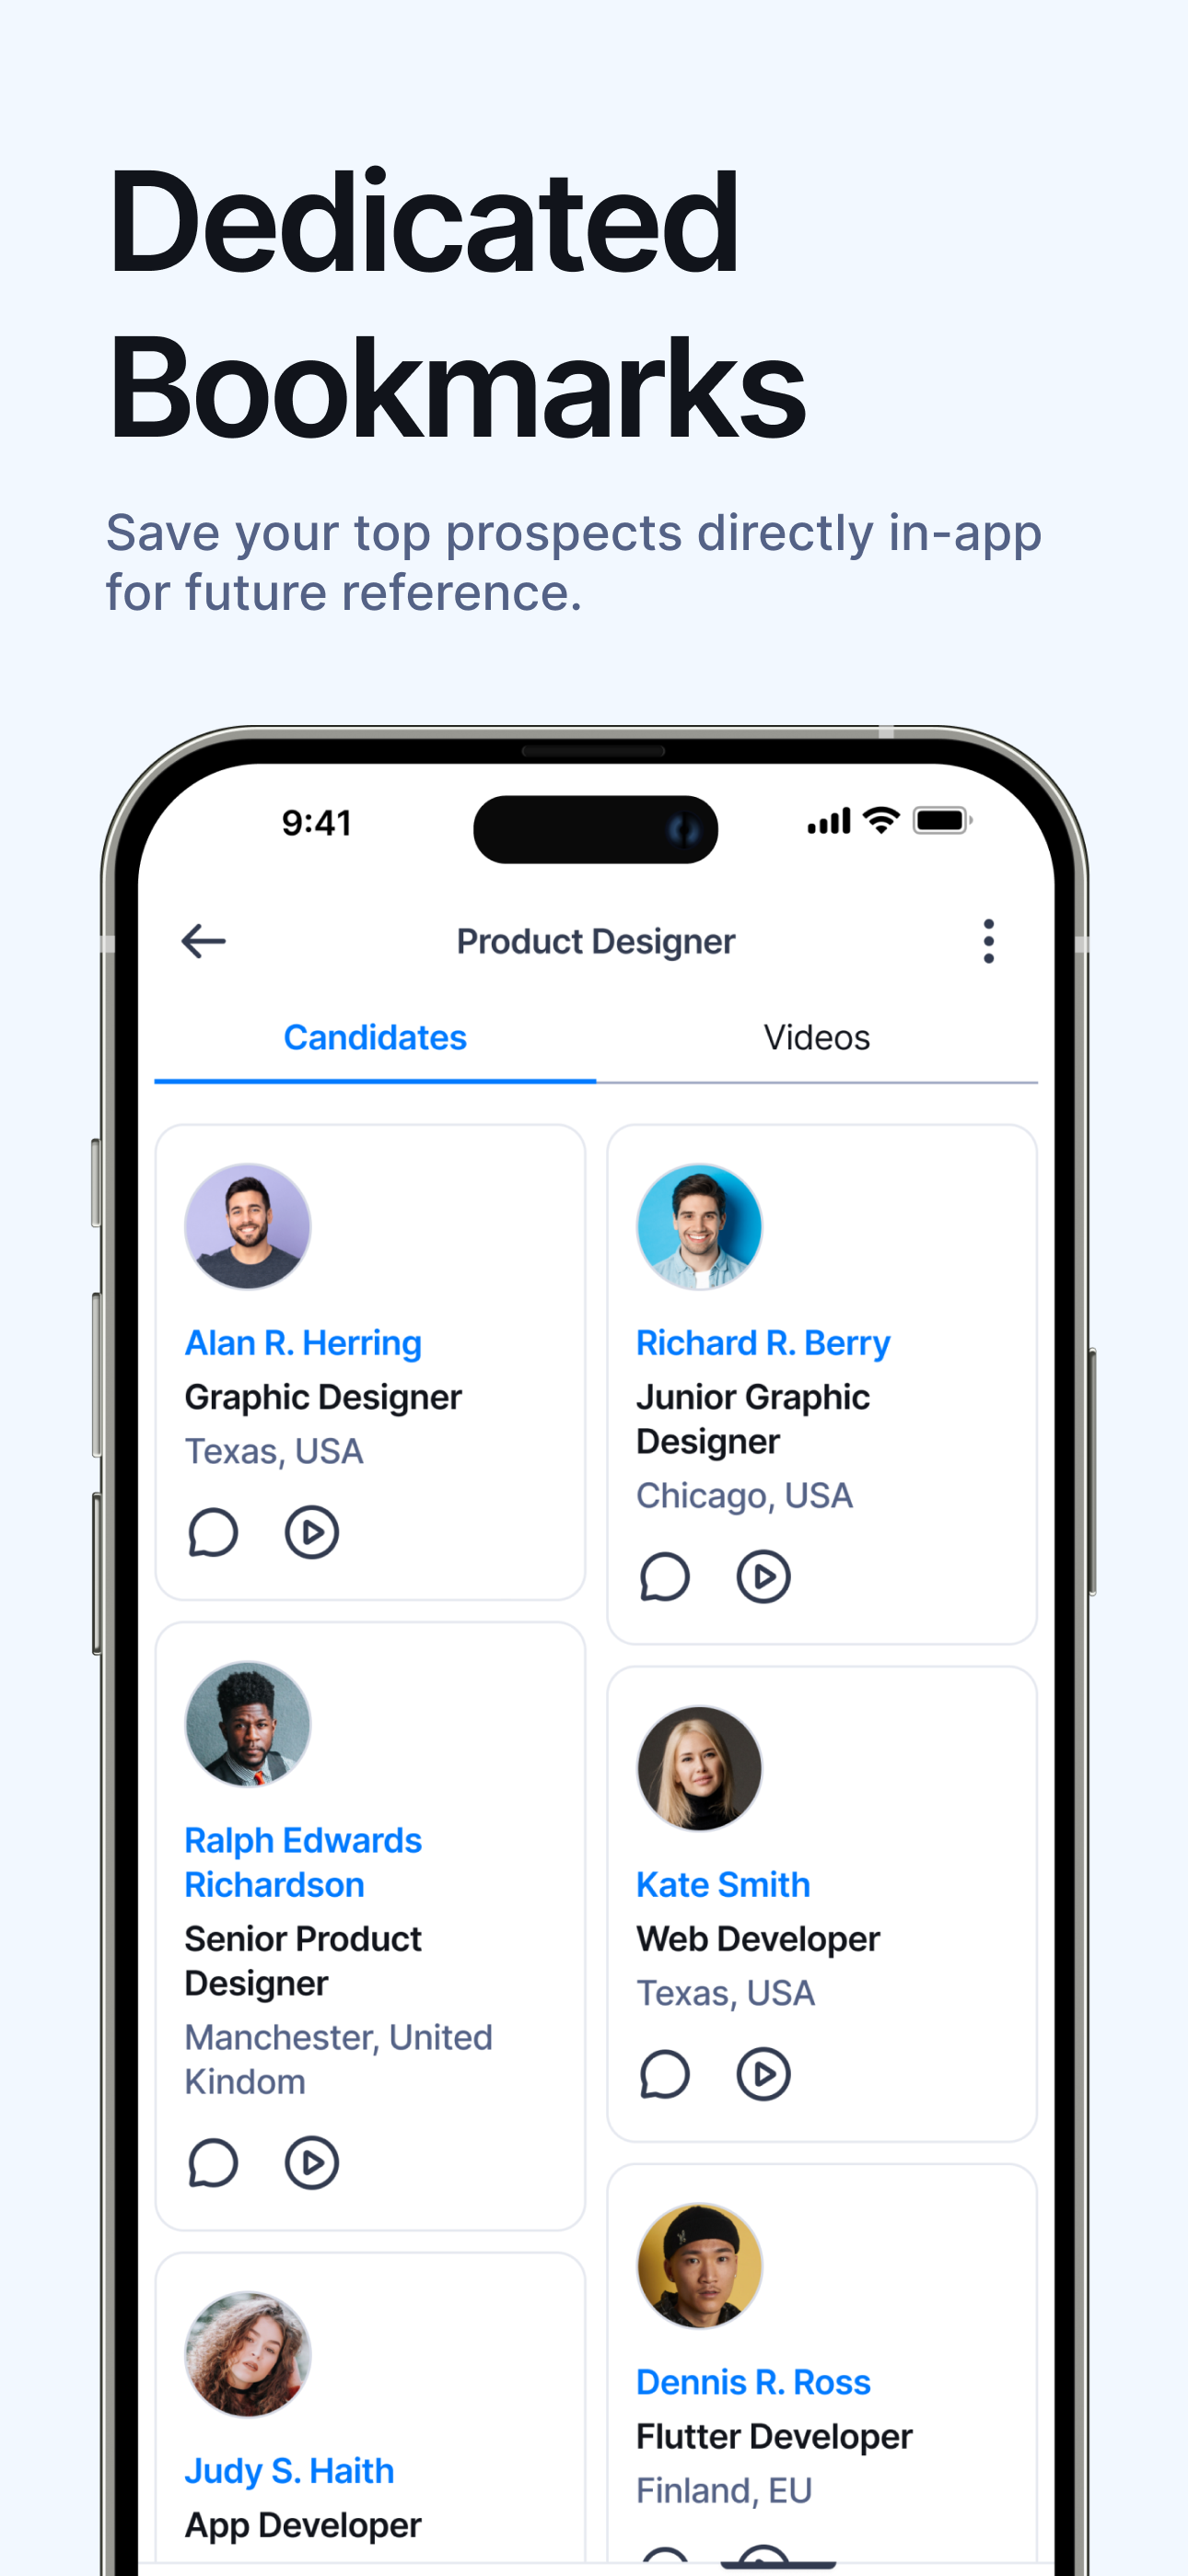 Dedicated
Bookmarks
Save your top prospects directly in-app
for future reference.
9:41
Product Designer
Candidates
Videos
Alan R. Herring
Graphic Designer
Texas, USA
Richard R. Berry
Junior Graphic
Designer
Chicago, USA
Ralph Edwards
Richardson
Senior Product
Designer
Manchester, United
Kindom
Kate Smith
Web Developer
Texas, USA
Judy S. Haith
App Developer
Dennis R. Ross
Flutter Developer
Finland, EU